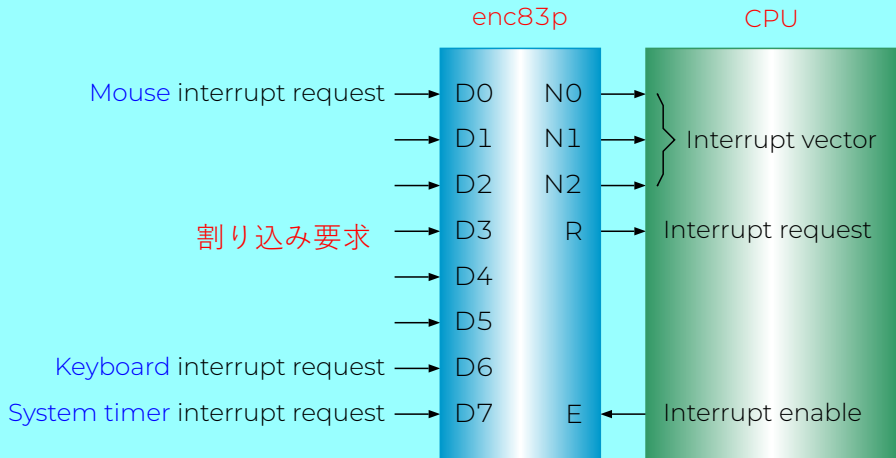 enc83p CPU
Mouse interrupt request D0 N0
D1 N1 Interrupt vector
D2 N2
割り込み要求 D3 R Interrupt request
D4
D5
Keyboard interrupt request D6
System timer interrupt request D7 E Interrupt enable